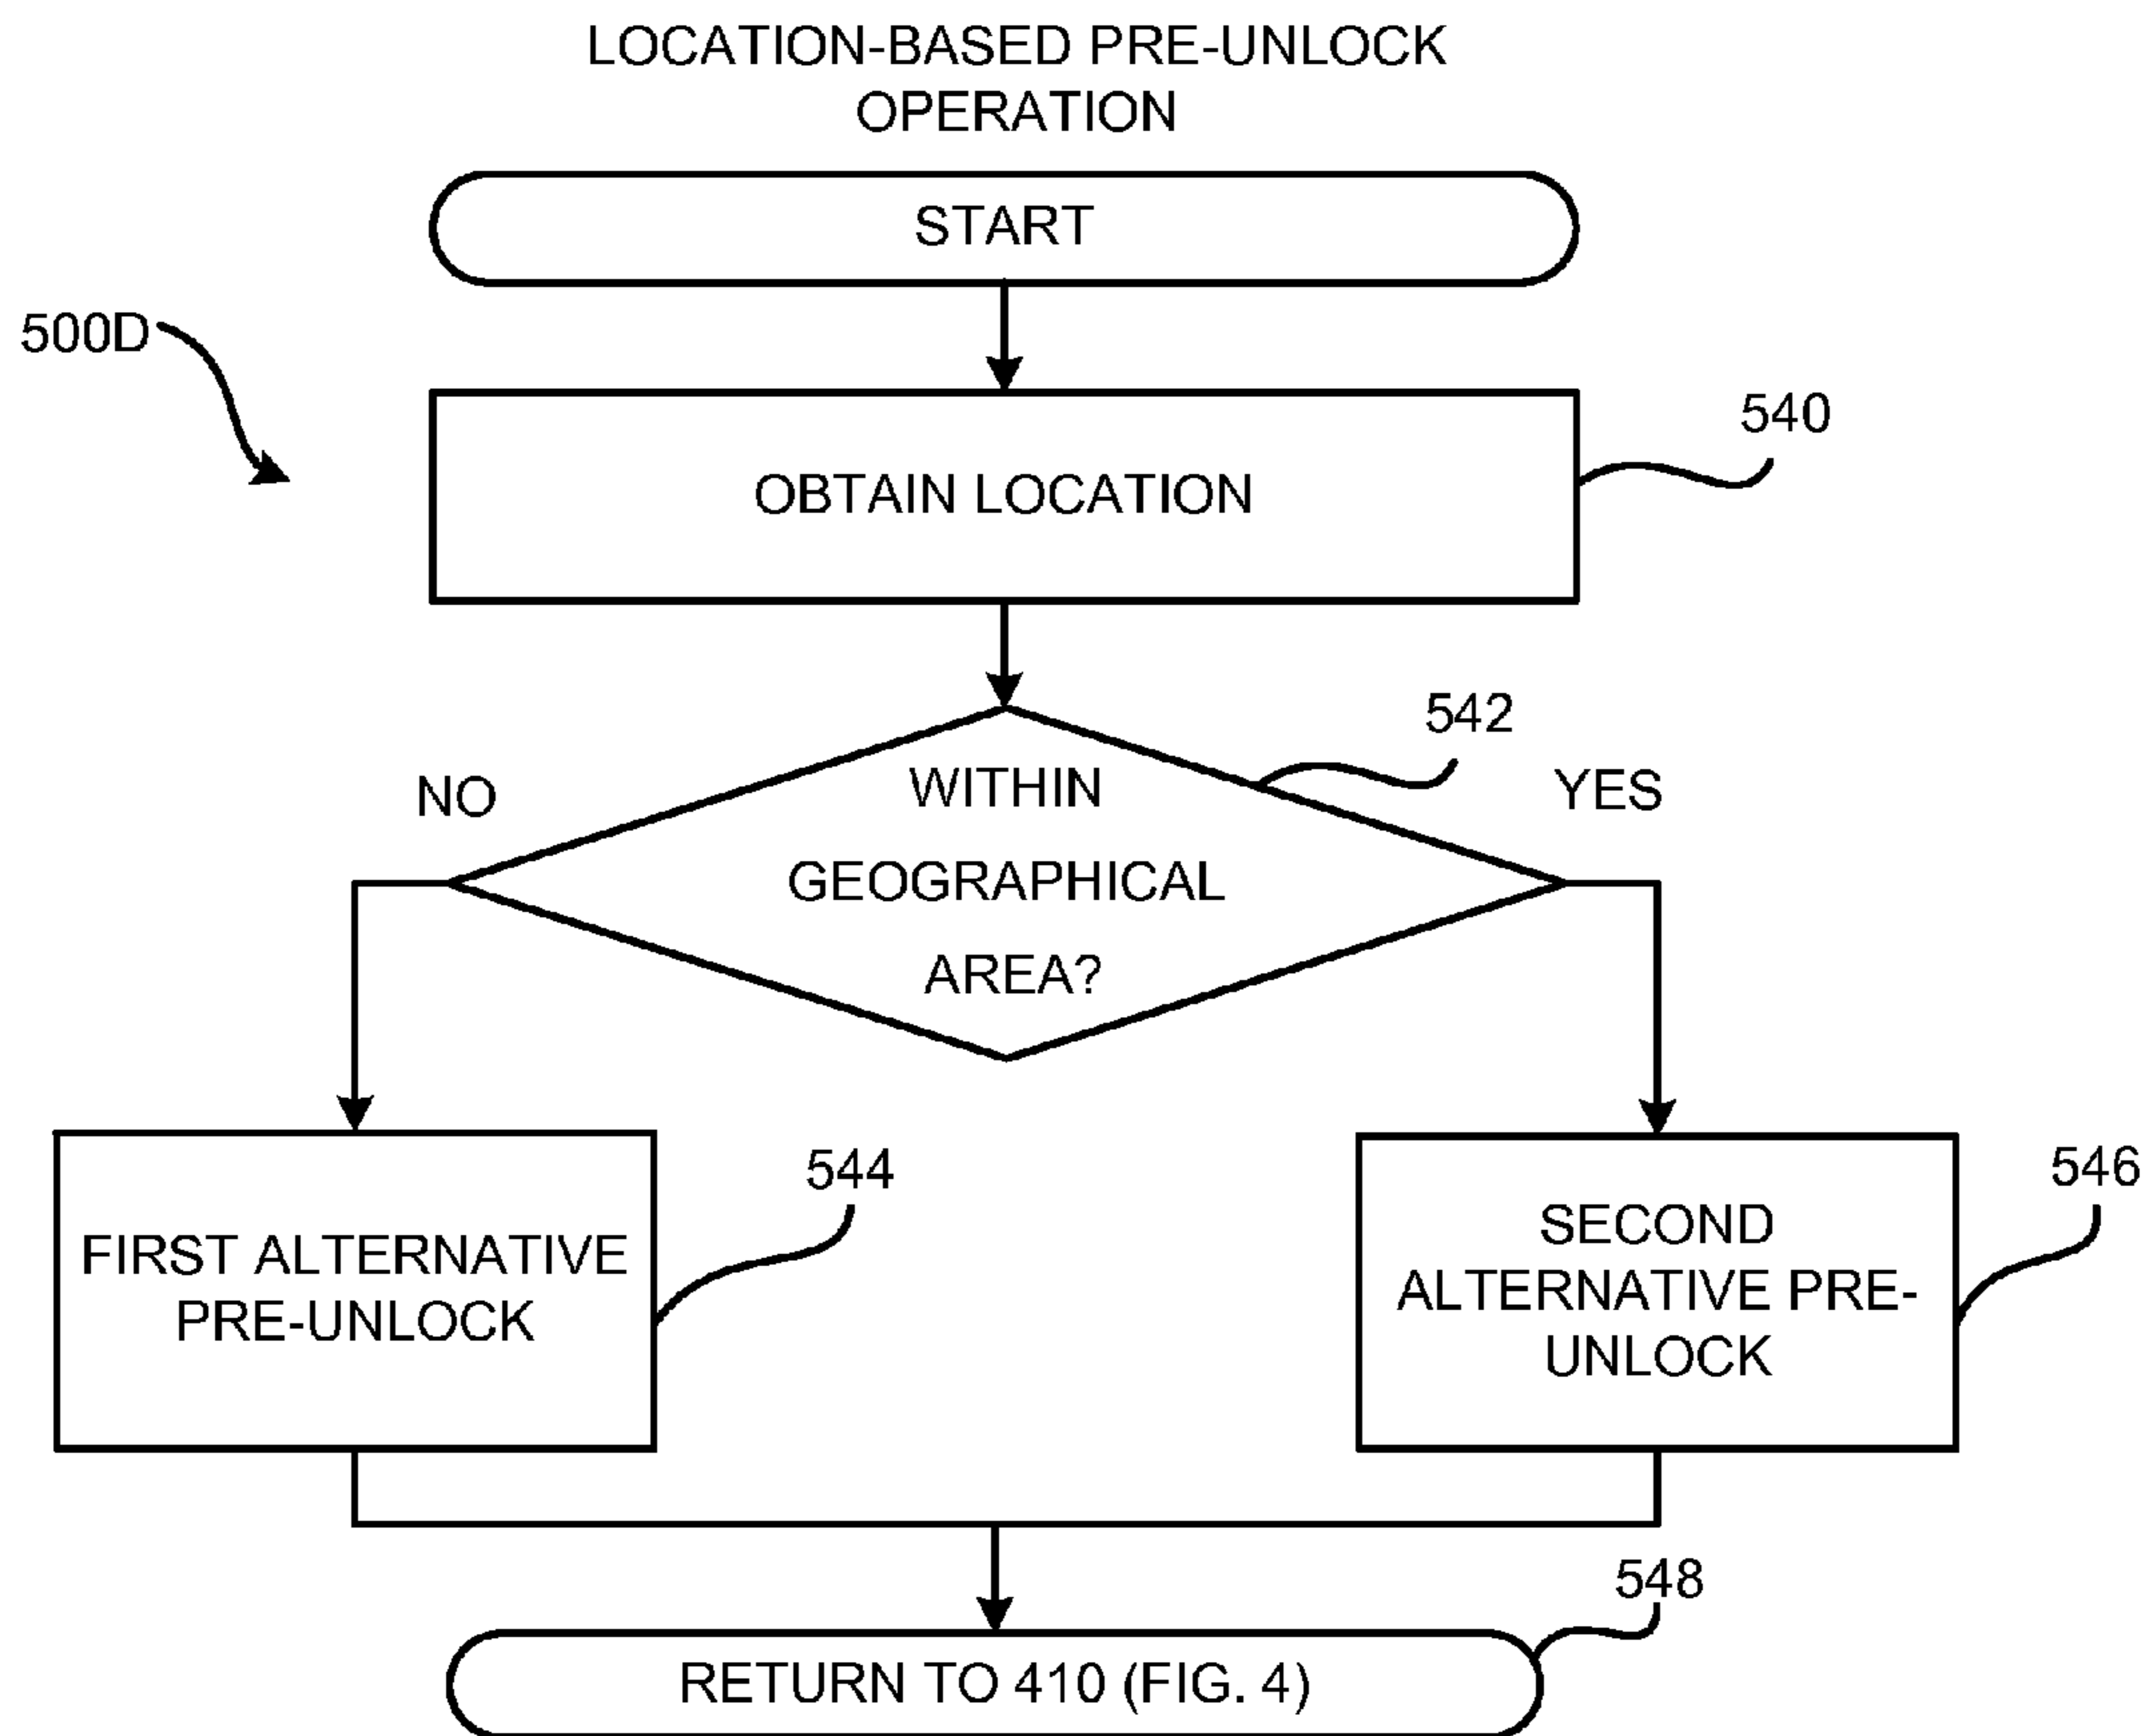 LOCATION-BASED PRE-UNLOCK
OPERATION
START
500D
540
OBTAIN LOCATION
542
NO
YES
WITHIN
GEOGRAPHICAL
AREA?
544
546
FIRST ALTERNATIVE
PRE-UNLOCK
SECOND
ALTERNATIVE PRE-
UNLOCK
548
RETURN TO 410 (FIG. 4)